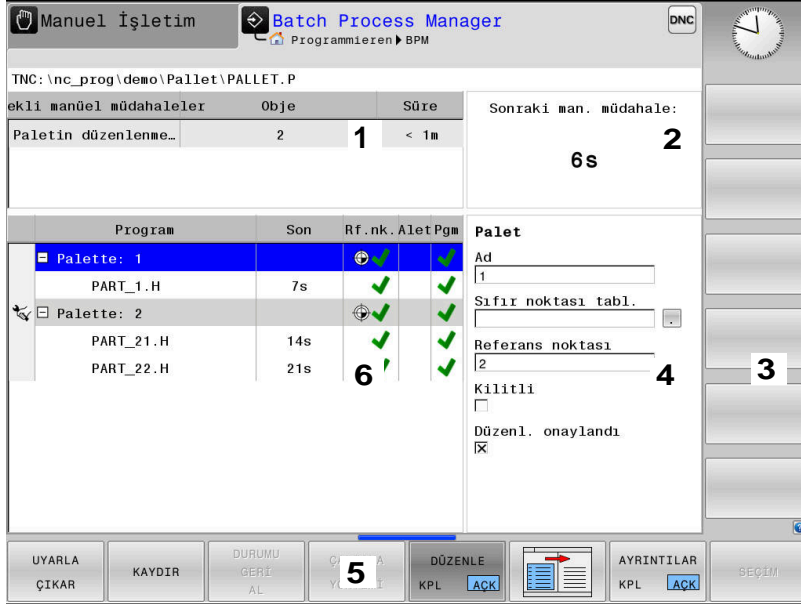 Manuel İşletim
Batch Process Manager
DNC
Programmieren BPM
TNC:\nc_prog\demo\Pallet\PALLET.P
ekli manüel müdahaleler Obje Süre
Paletin düzenlenme… 2 < 1m
1
Sonraki man. müdahale:
2
6s
Program Son Rf.nk. Alet Pgm
Palette: 1
PART_1.H 7s
Palette: 2
PART_21.H 14s
PART_22.H 21s
6
Palet
Ad
1
Sıfır noktası tabl.
.
Referans noktası
2
4
Kilitli
Düzenl. onaylandı
3
UYARLA
ÇIKAR
KAYDIR
DURUMU
GERİ
AL
5
DÜZENLE
KPL AÇK
AYRINTILAR
KPL AÇK
SEÇİM